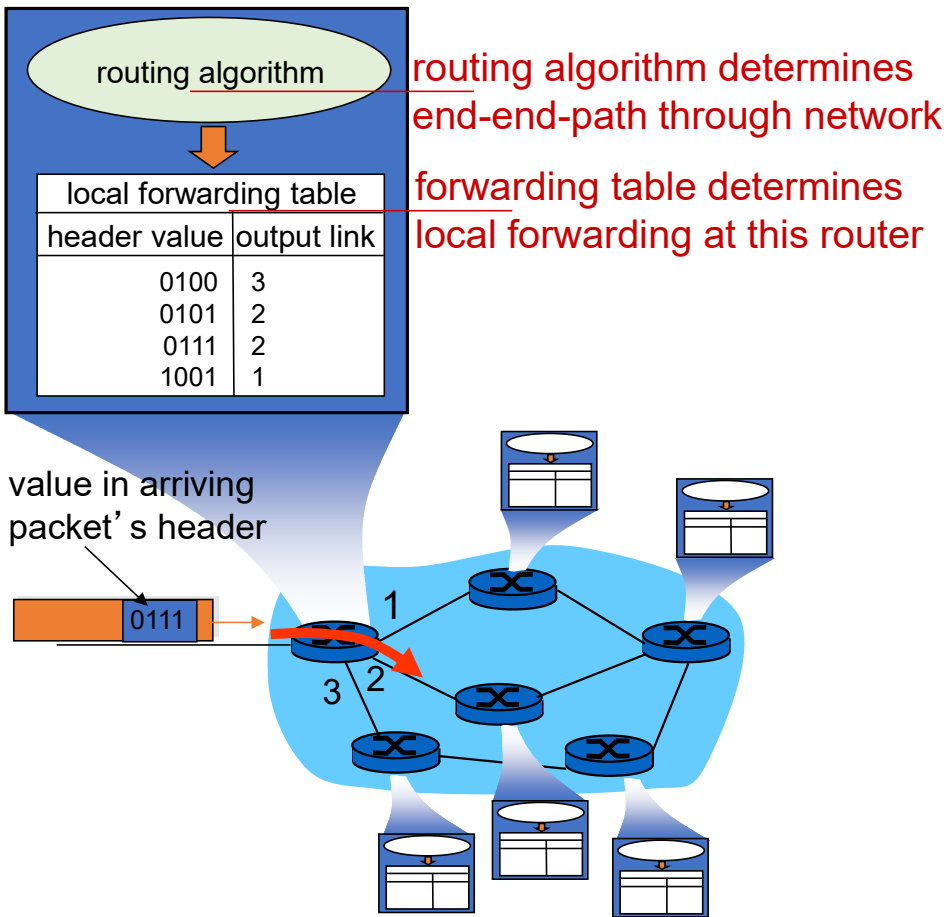 routing algorithm
routing algorithm determines
end-end-path through network
local forwarding table
forwarding table determines
local forwarding at this router
header value output link
0100 3
0101 2
0111 2
1001 1
value in arriving
packet’s header
0111
1
2
3